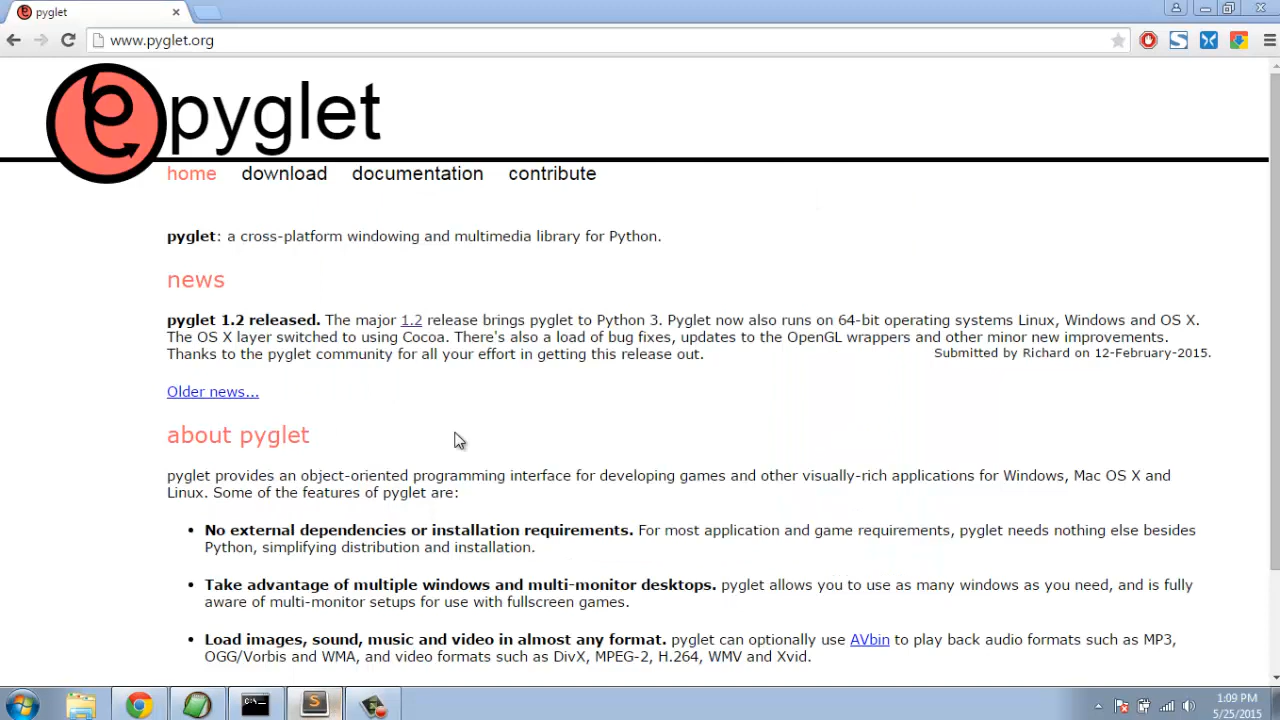 pyglet
www.pyglet.org
pyglet
home download documentation contribute
pyglet: a cross-platform windowing and multimedia library for Python.
news
pyglet 1.2 released. The major 1.2 release brings pyglet to Python 3. Pyglet now also runs on 64-bit operating systems Linux, Windows and OS X.
The OS X layer switched to using Cocoa. There's also a load of bug fixes, updates to the OpenGL wrappers and other minor new improvements.
Thanks to the pyglet community for all your effort in getting this release out. Submitted by Richard on 12-February-2015.
Older news...
about pyglet
pyglet provides an object-oriented programming interface for developing games and other visually-rich applications for Windows, Mac OS X and
Linux. Some of the features of pyglet are:
• No external dependencies or installation requirements. For most application and game requirements, pyglet needs nothing else besides
Python, simplifying distribution and installation.
• Take advantage of multiple windows and multi-monitor desktops. pyglet allows you to use as many windows as you need, and is fully
aware of multi-monitor setups for use with fullscreen games.
• Load images, sound, music and video in almost any format. pyglet can optionally use AVbin to play back audio formats such as MP3,
OGG/Vorbis and WMA, and video formats such as DivX, MPEG-2, H.264, WMV and Xvid.
1:09 PM
5/25/2015